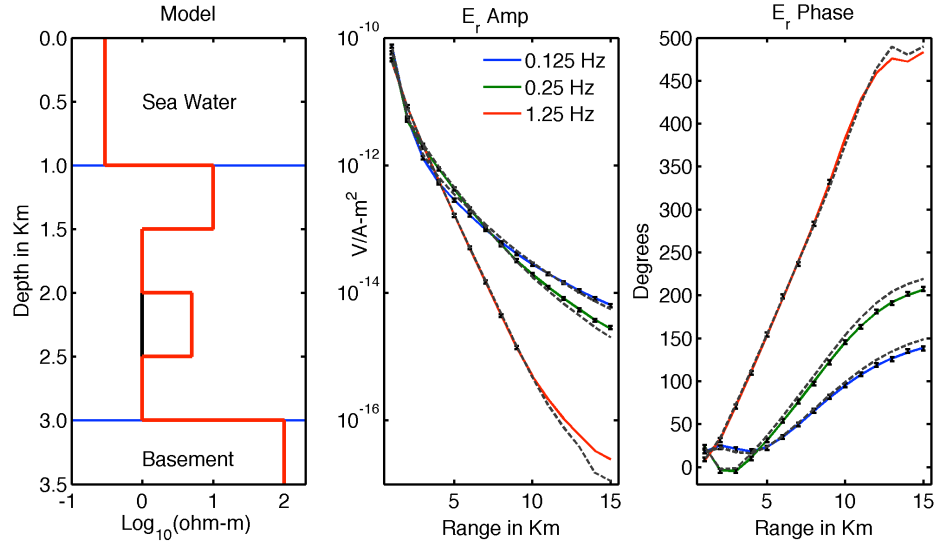 Model
0.0
0.5
1.0
1.5
2.0
2.5
3.0
3.5
Depth in Km
Sea Water
Basement
-1 0 1 2
Log10(ohm-m)
Er Amp
10-10
10-12
10-14
10-16
V/A-m2
0.125 Hz
0.25 Hz
1.25 Hz
5 10 15
Range in Km
Er Phase
500
450
400
350
300
250
200
150
100
50
0
Degrees
5 10 15
Range in Km